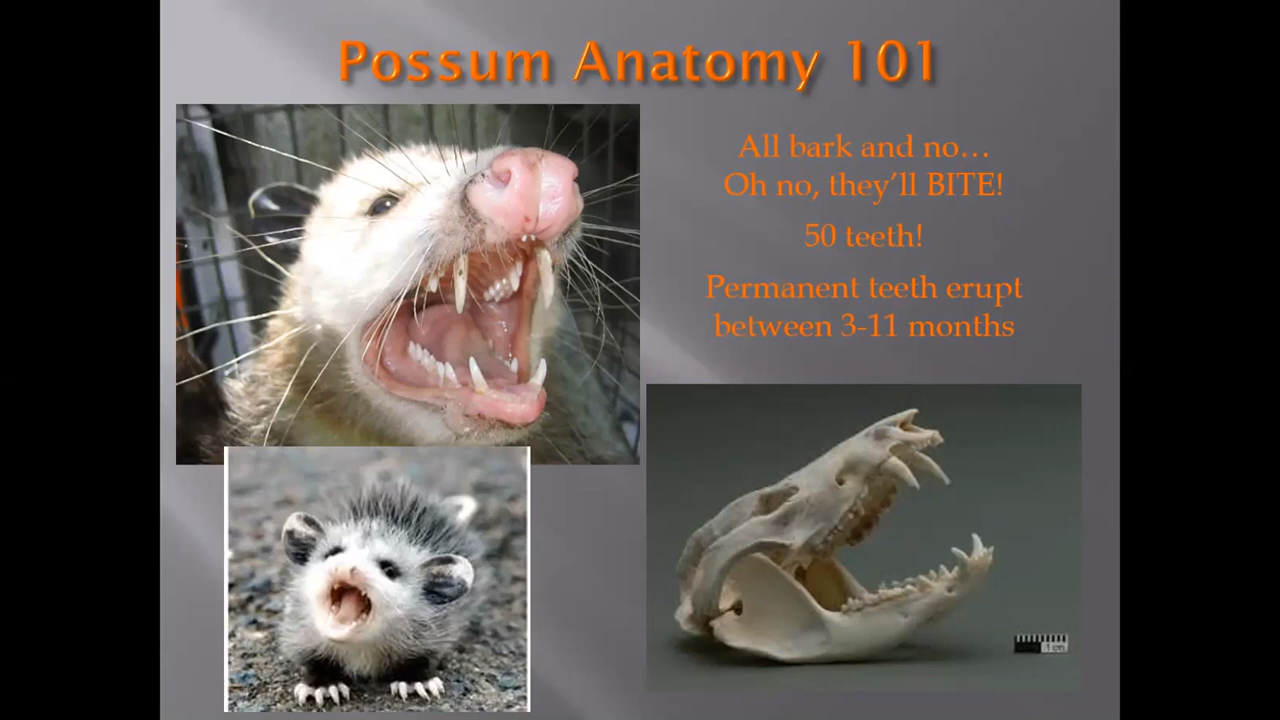 Possum Anatomy 101
All bark and no…
Oh no, they’ll BITE!
50 teeth!
Permanent teeth erupt
between 3-11 months
1 cm